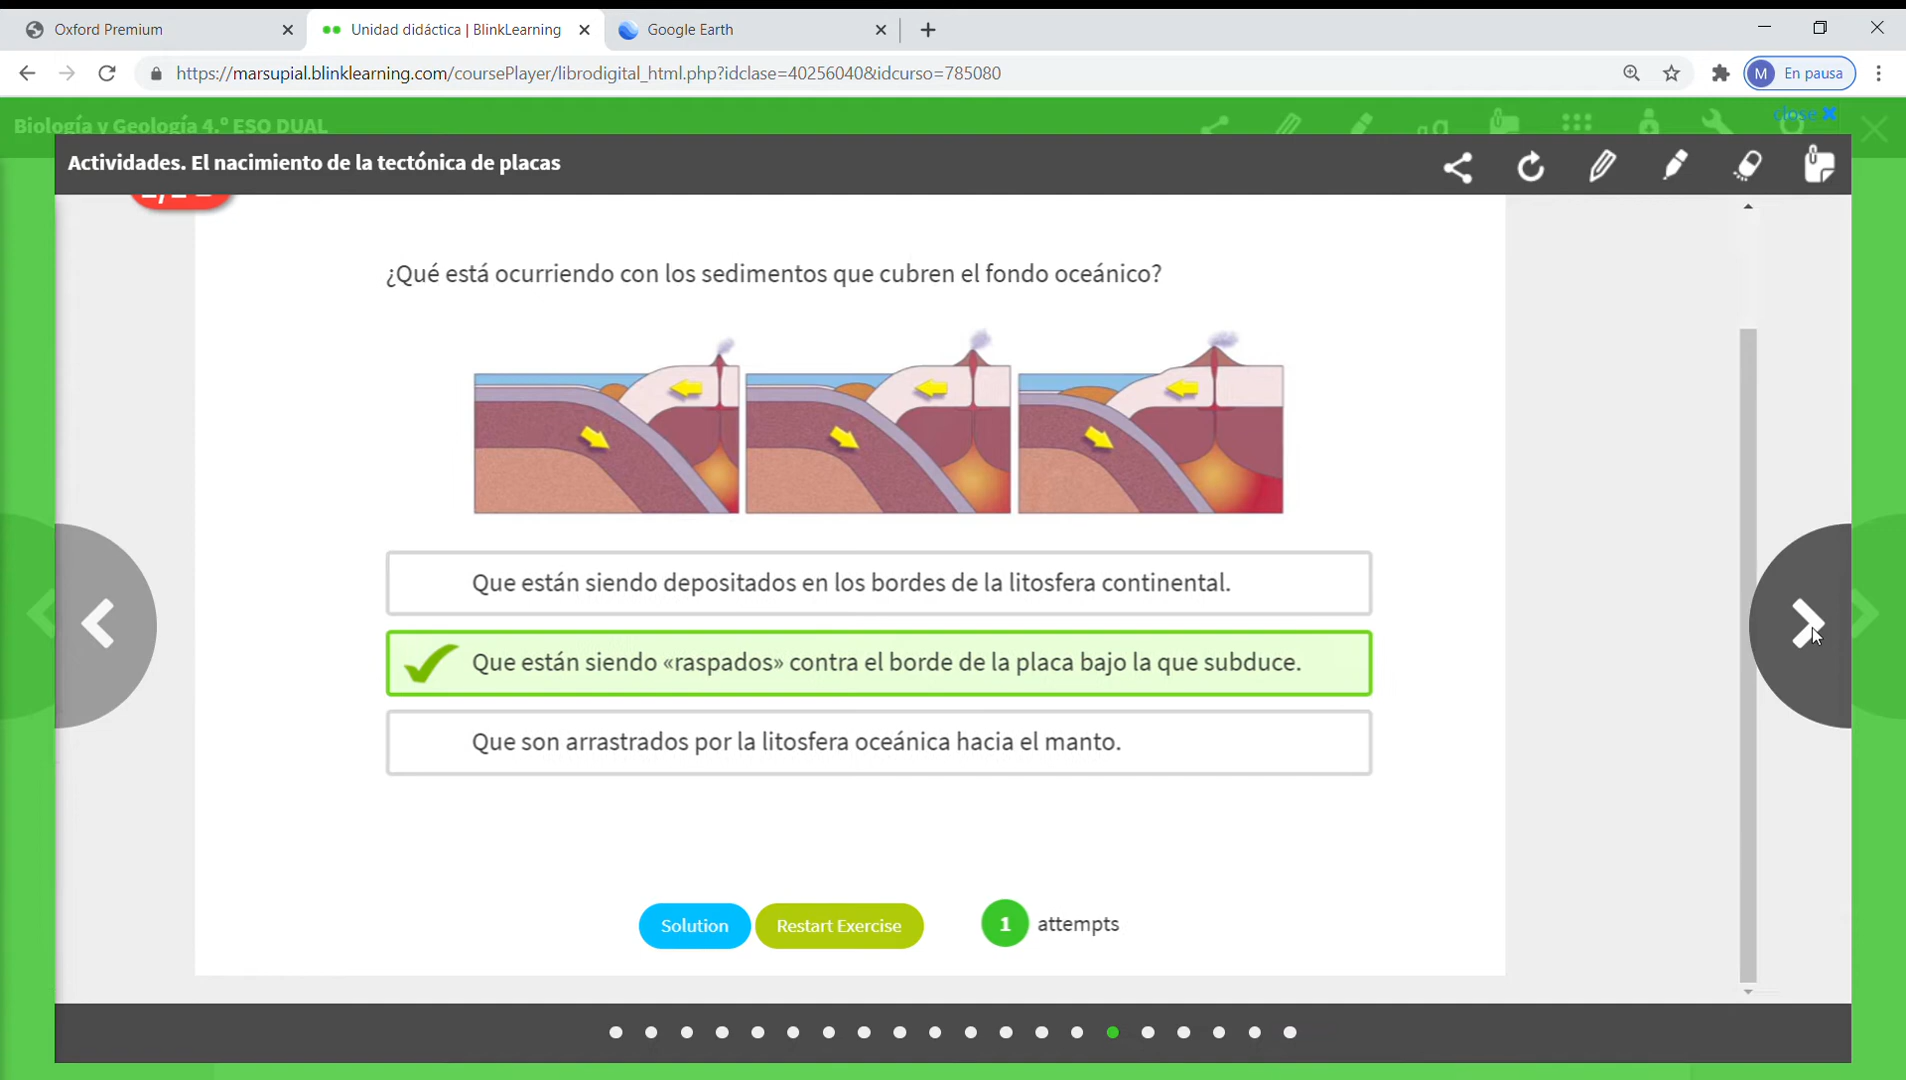 Oxford Premium
Unidad didáctica | BlinkLearning
Google Earth
https://marsupial.blinklearning.com/coursePlayer/librodigital_html.php?idclase=40256040&idcurso=785080
M En pausa
Biología y Geología 4.º ESO DUAL
close
Actividades. El nacimiento de la tectónica de placas
¿Qué está ocurriendo con los sedimentos que cubren el fondo oceánico?
Que están siendo depositados en los bordes de la litosfera continental.
Que están siendo «raspados» contra el borde de la placa bajo la que subduce.
Que son arrastrados por la litosfera oceánica hacia el manto.
Solution
Restart Exercise
1 attempts